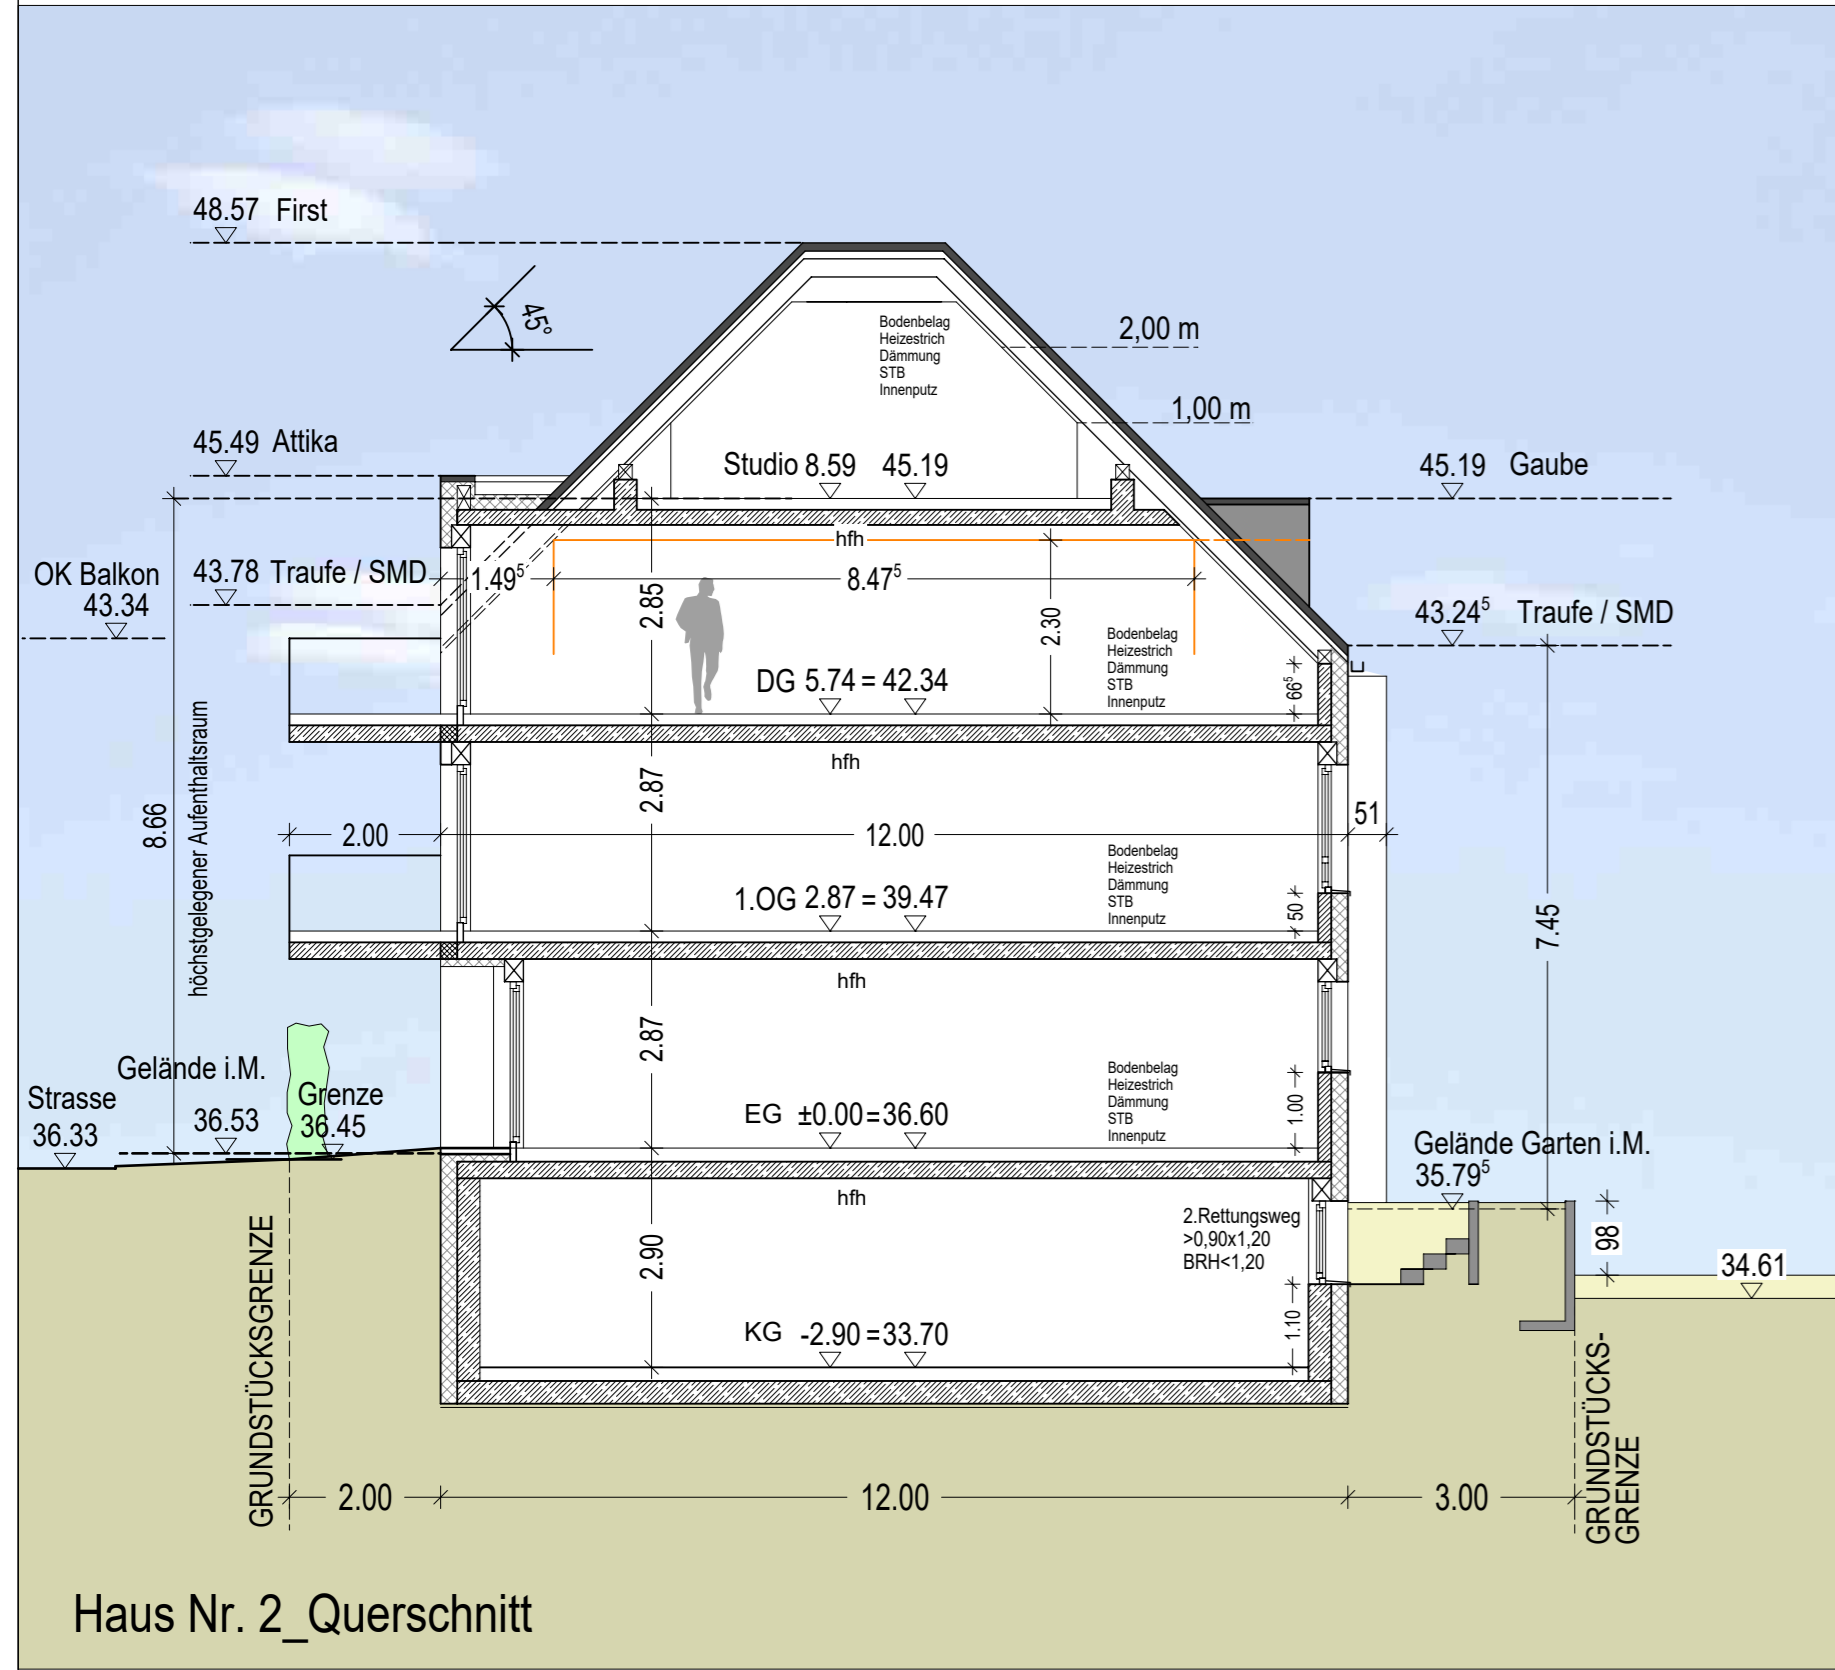 48.57 First
45°
2,00 m
1,00 m
Bodenbelag
Heizestrich
Dämmung
STB
Innenputz
45.49 Attika
Studio 8.59 45.19
45.19 Gaube
hfh
OK Balkon
43.34
43.78 Traufe / SMD
1.49⁵
8.47⁵
2.85
2.30
43.24⁵ Traufe / SMD
Bodenbelag
Heizestrich
Dämmung
STB
Innenputz
66⁵
DG 5.74 = 42.34
hfh
8.66
höchstgelegener Aufenthaltsraum
2.87
2.00
12.00
51
Bodenbelag
Heizestrich
Dämmung
STB
Innenputz
1.OG 2.87 = 39.47
50
7.45
hfh
2.87
Gelände i.M.
36.53
Strasse
36.33
Grenze
36.45
Bodenbelag
Heizestrich
Dämmung
STB
Innenputz
EG ±0.00 = 36.60
1.00
Gelände Garten i.M.
35.79⁵
hfh
2.90
2.Rettungsweg
>0,90x1,20
BRH<1,20
98
34.61
KG -2.90 = 33.70
1.10
GRUNDSTÜCKSGRENZE
GRUNDSTÜCKS-
GRENZE
2.00
12.00
3.00
Haus Nr. 2_Querschnitt